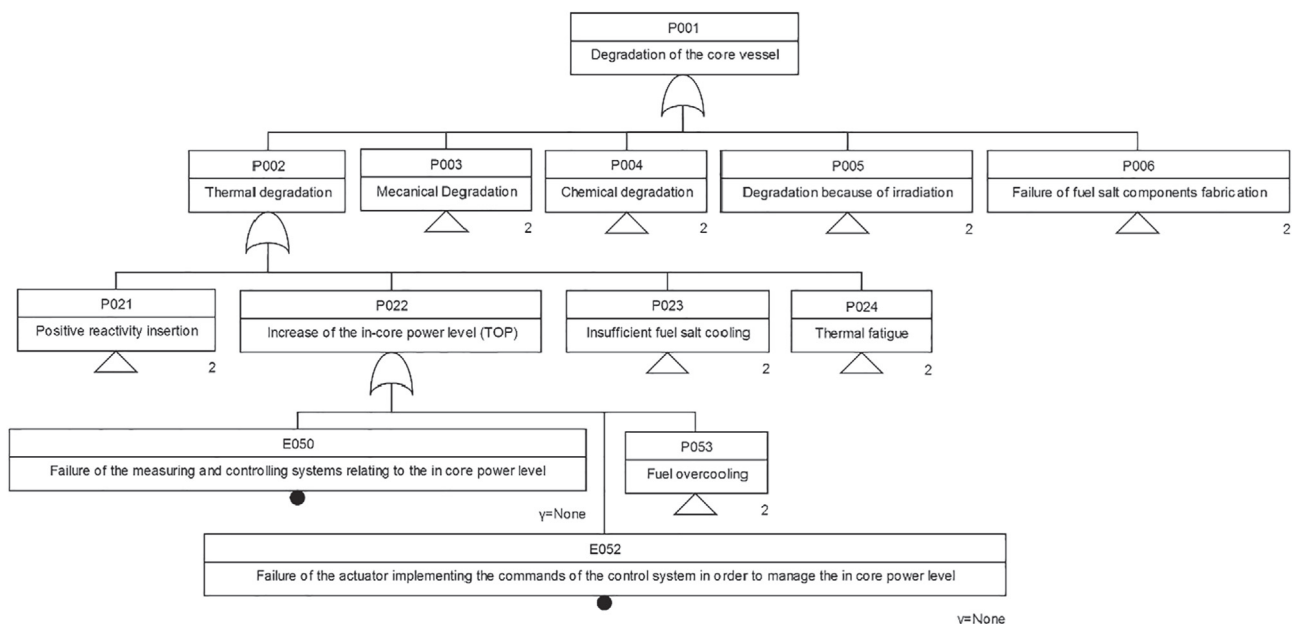 P001
Degradation of the core vessel
P002
Thermal degradation
P003
Mecanical Degradation
2
P004
Chemical degradation
2
P005
Degradation because of irradiation
2
P006
Failure of fuel salt components fabrication
2
P021
Positive reactivity insertion
2
P022
Increase of the in-core power level (TOP)
P023
Insufficient fuel salt cooling
2
P024
Thermal fatigue
2
E050
Failure of the measuring and controlling systems relating to the in core power level
γ=None
P053
Fuel overcooling
2
E052
Failure of the actuator implementing the commands of the control system in order to manage the in core power level
γ=None